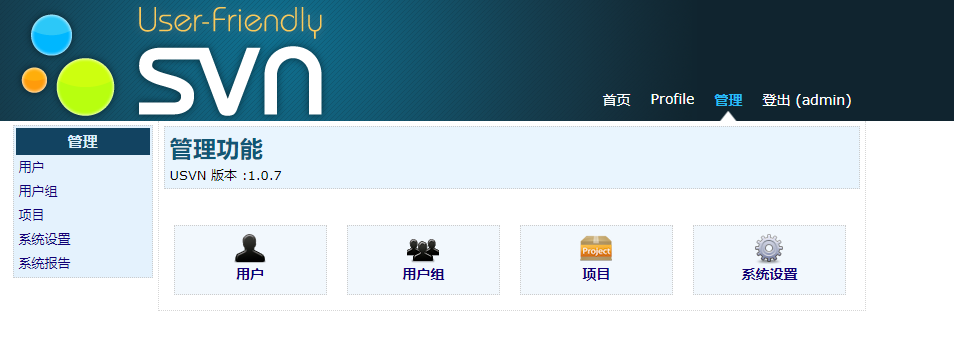 User-Friendly
SVN
首页 Profile 管理 登出 (admin)
管理
用户
用户组
项目
系统设置
系统报告
管理功能
USVN 版本 :1.0.7
用户
用户组
Project
项目
系统设置